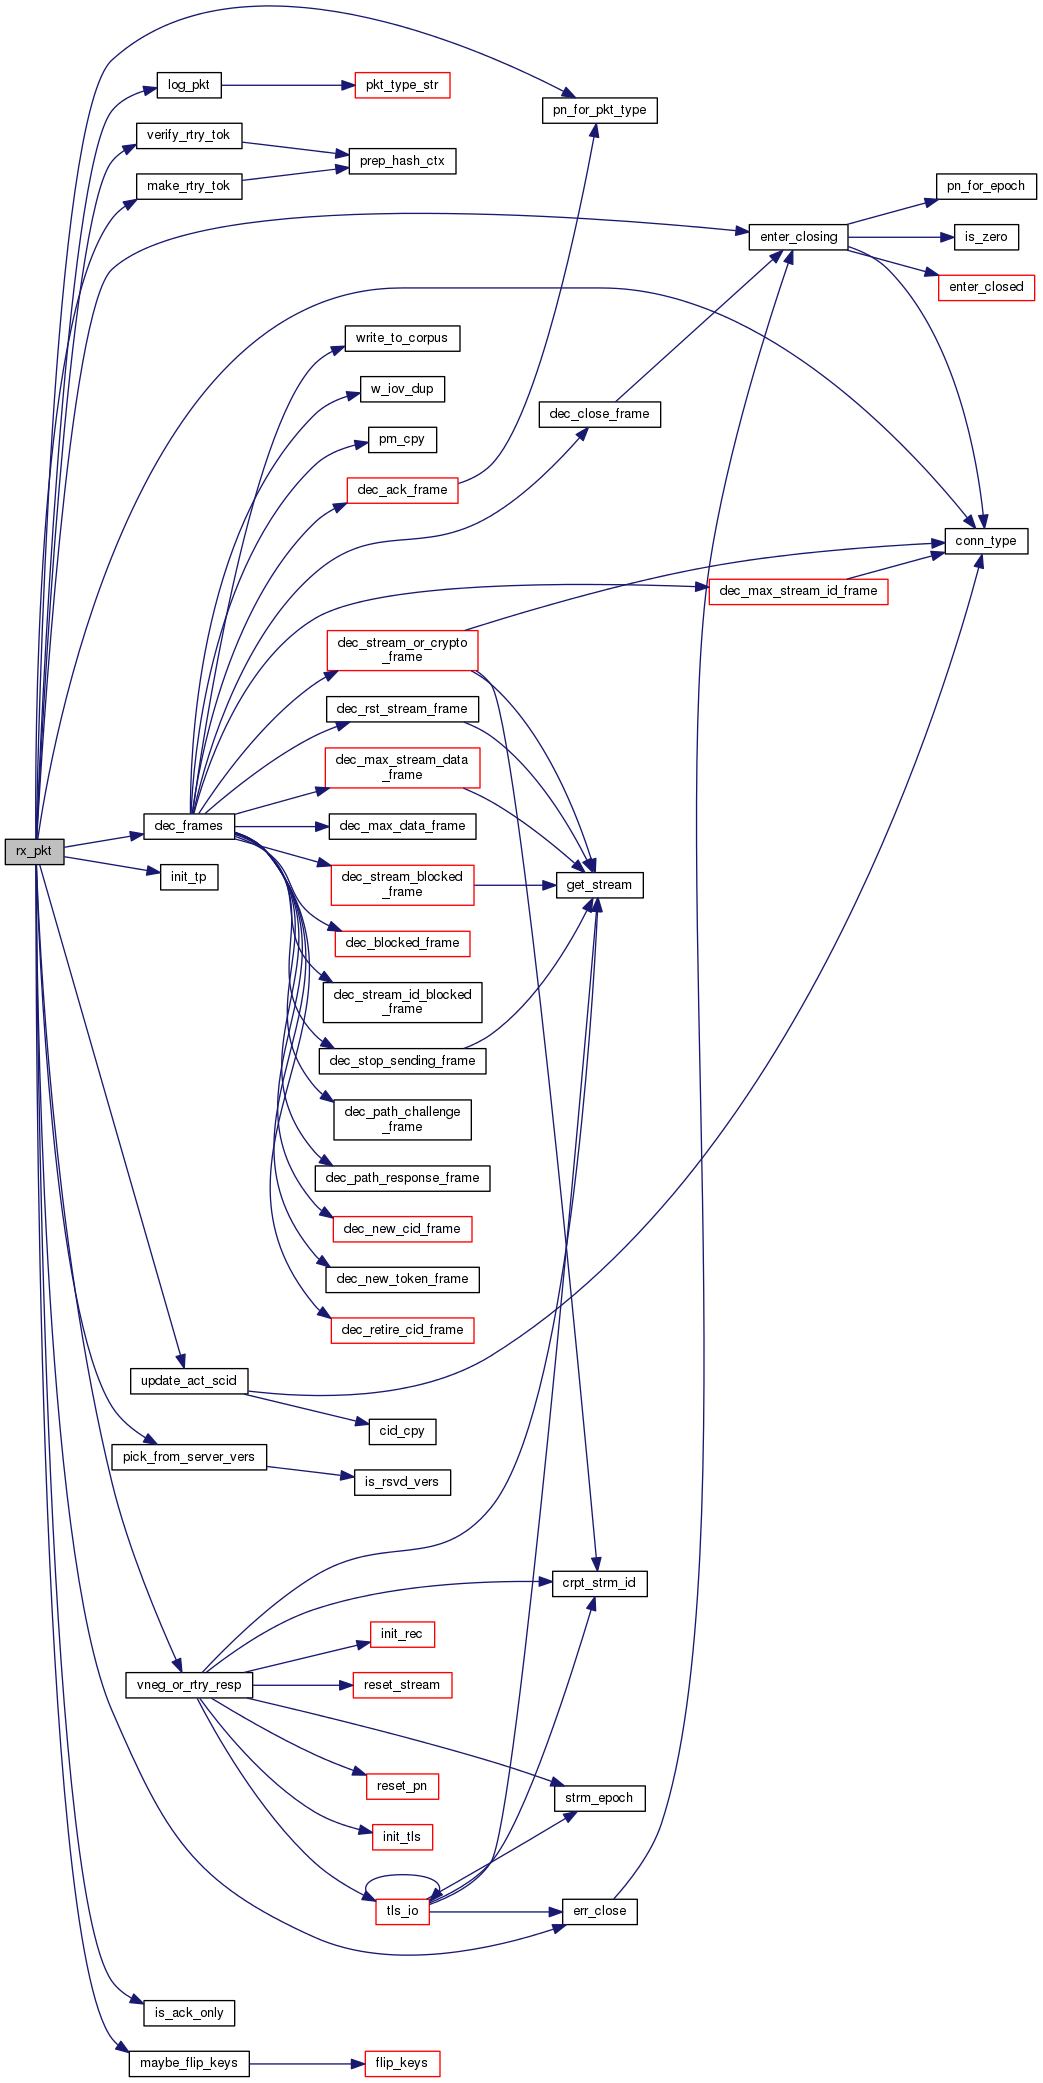 log_pkt
pkt_type_str
pn_for_pkt_type
verify_rtry_tok
prep_hash_ctx
make_rtry_tok
pn_for_epoch
enter_closing
is_zero
enter_closed
write_to_corpus
w_iov_dup
dec_close_frame
pm_cpy
dec_ack_frame
conn_type
dec_max_stream_id_frame
dec_stream_or_crypto
_frame
dec_rst_stream_frame
dec_max_stream_data
_frame
dec_frames
dec_max_data_frame
rx_pkt
init_tp
dec_stream_blocked
_frame
get_stream
dec_blocked_frame
dec_stream_id_blocked
_frame
dec_stop_sending_frame
dec_path_challenge
_frame
dec_path_response_frame
dec_new_cid_frame
dec_new_token_frame
dec_retire_cid_frame
update_act_scid
cid_cpy
pick_from_server_vers
is_rsvd_vers
crpt_strm_id
init_rec
vneg_or_rtry_resp
reset_stream
reset_pn
strm_epoch
init_tls
tls_io
err_close
is_ack_only
maybe_flip_keys
flip_keys